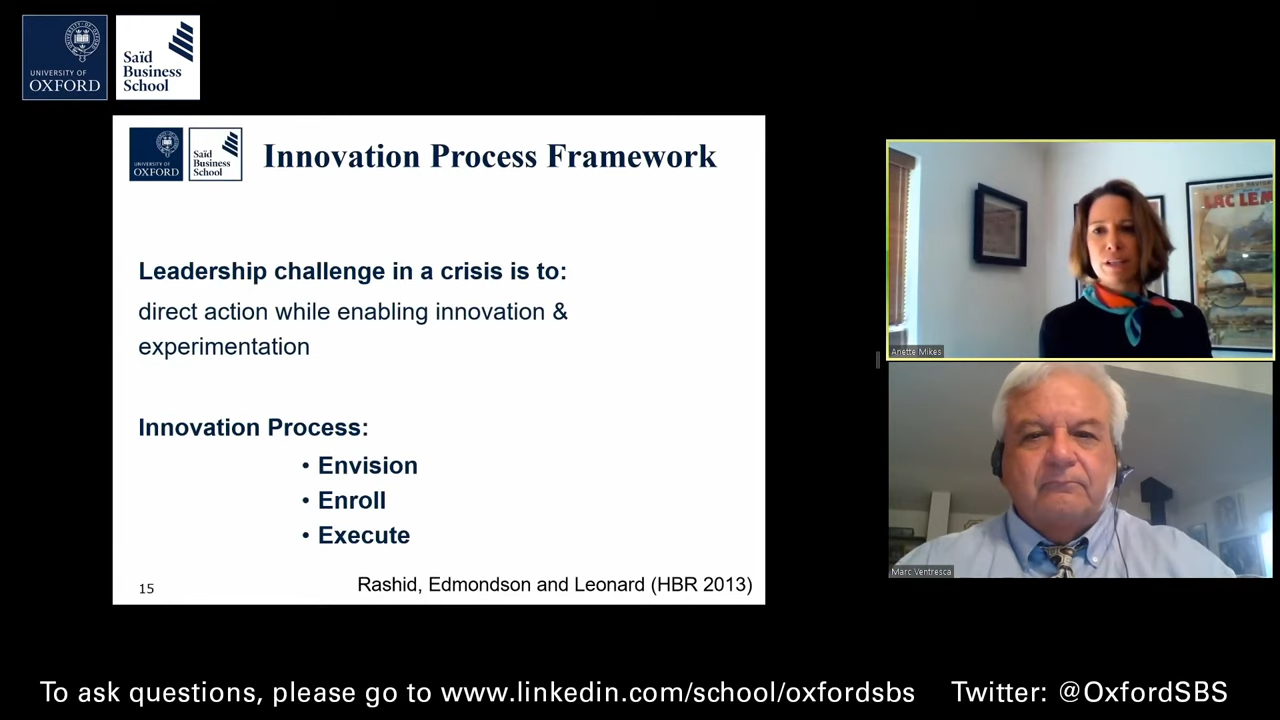 UNIVERSITY OF
OXFORD
Saïd
Business
School
UNIVERSITY OF
OXFORD
Saïd
Business
School
Innovation Process Framework
Leadership challenge in a crisis is to:
direct action while enabling innovation &
experimentation
Innovation Process:
• Envision
• Enroll
• Execute
15
Rashid, Edmondson and Leonard (HBR 2013)
LAC LEM
Anette Mikes
Marc Ventresca
To ask questions, please go to www.linkedin.com/school/oxfordsbs
Twitter: @OxfordSBS